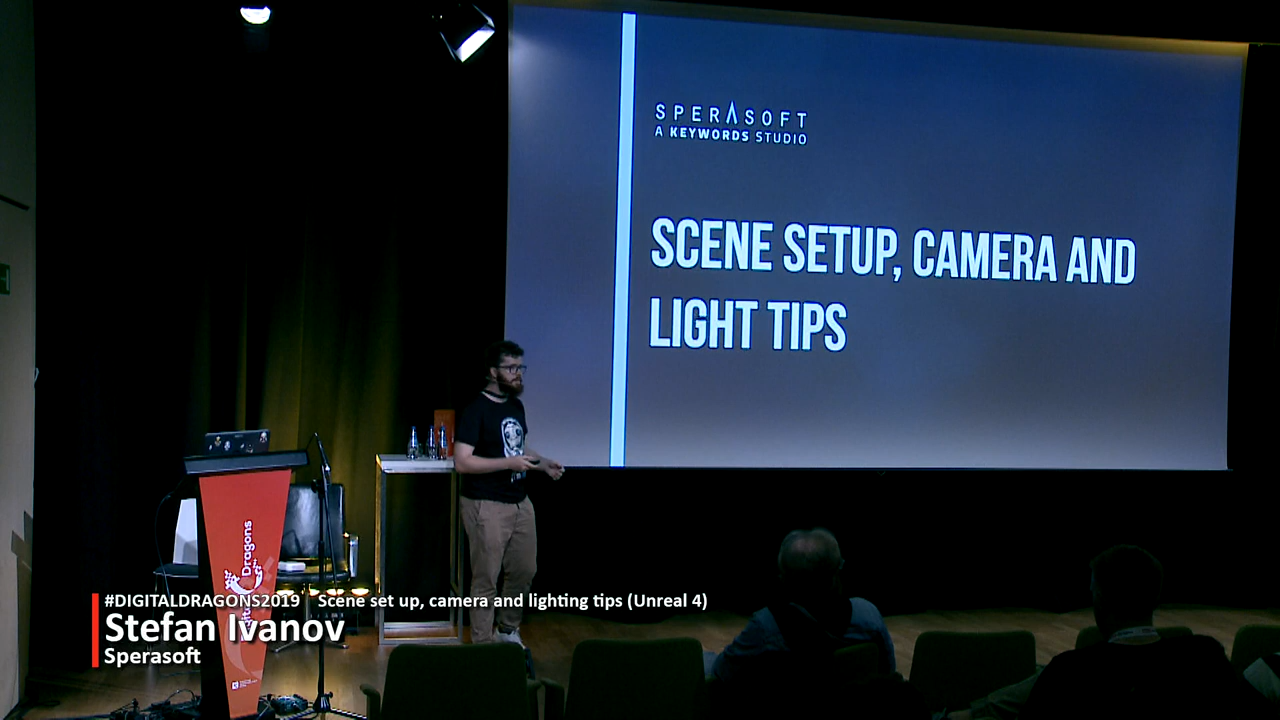 SPERASOFT
A KEYWORDS STUDIO
SCENE SETUP, CAMERA AND
LIGHT TIPS
Dragons
#DIGITALDRAGONS2019 Scene set up, camera and lighting tips (Unreal 4)
Stefan Ivanov
Sperasoft